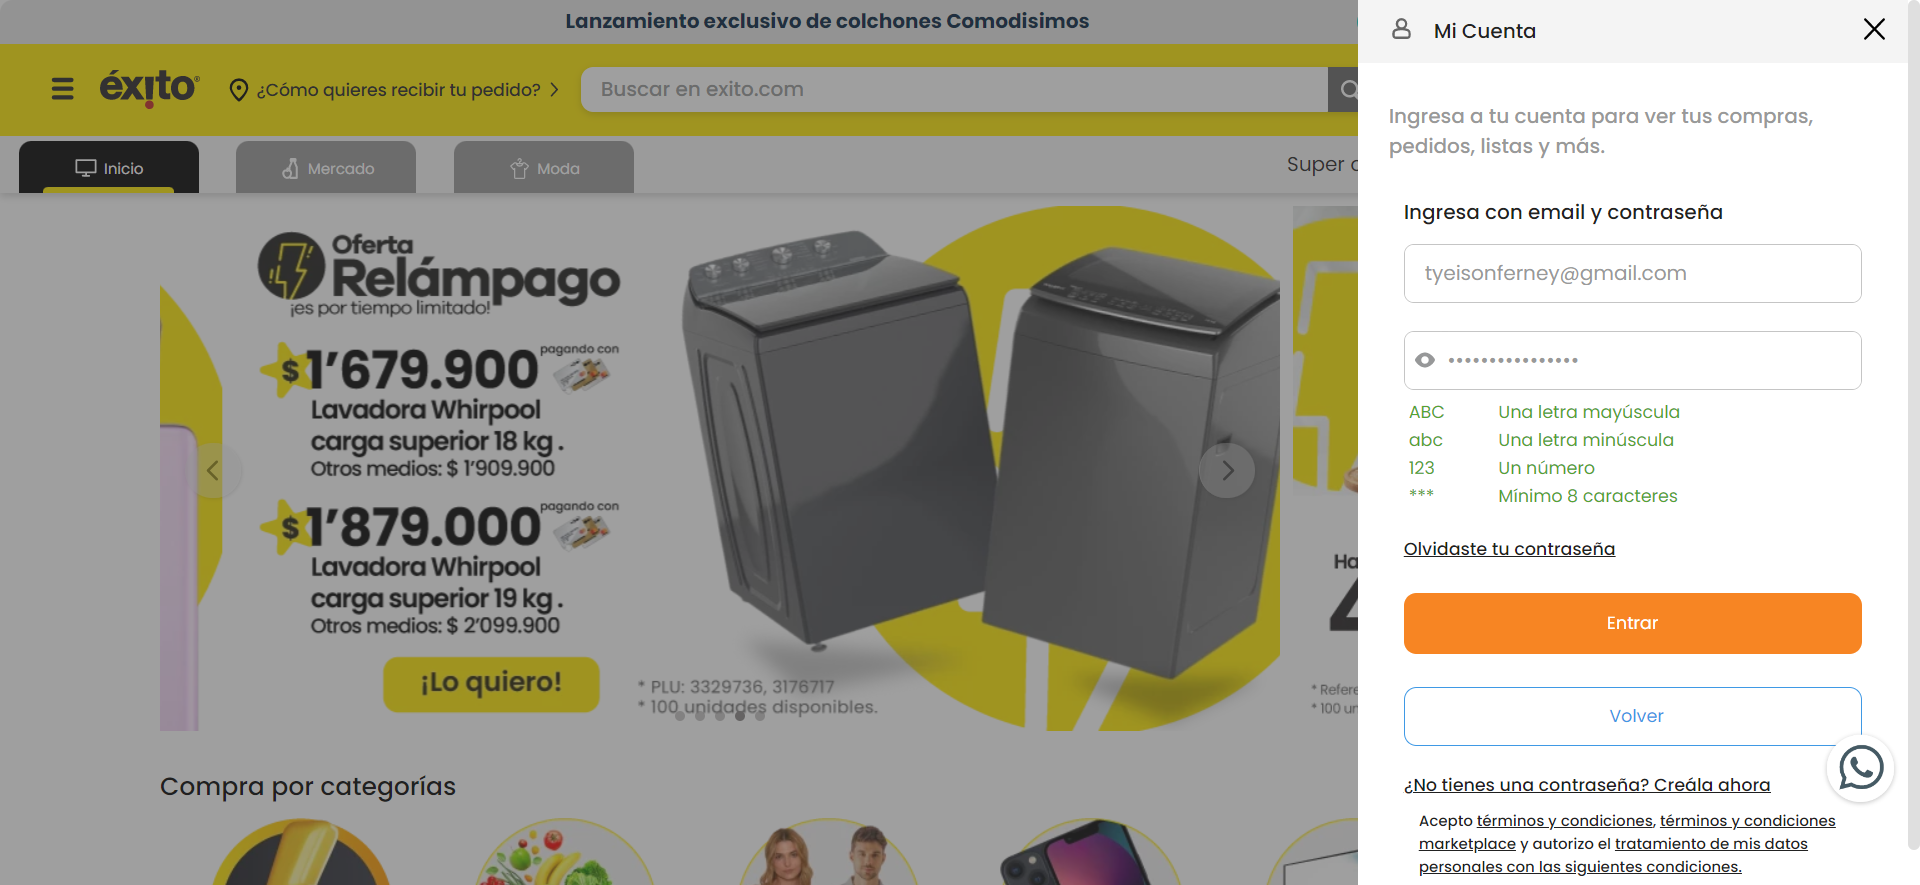 Lanzamiento exclusivo de colchones Comodisimos
éxito
¿Cómo quieres recibir tu pedido?
Buscar en exito.com
Inicio
Mercado
Moda
Super
Oferta
Relámpago
¡es por tiempo limitado!
$ 1'679.900
pagando con
Lavadora Whirpool
carga superior 18 kg.
Otros medios: $ 1'909.900
$ 1'879.000
pagando con
Lavadora Whirpool
carga superior 19 kg.
Otros medios: $ 2'099.900
¡Lo quiero!
* PLU: 3329736, 3176717
* 100 unidades disponibles.
Ha
4
* Refere
* 100 un
Compra por categorías
Mi Cuenta
Ingresa a tu cuenta para ver tus compras,
pedidos, listas y más.
Ingresa con email y contraseña
tyeisonferney@gmail.com
••••••••••••••••
ABC Una letra mayúscula
abc Una letra minúscula
123 Un número
*** Mínimo 8 caracteres
Olvidaste tu contraseña
Entrar
Volver
¿No tienes una contraseña? Creála ahora
Acepto términos y condiciones, términos y condiciones
marketplace y autorizo el tratamiento de mis datos
personales con las siguientes condiciones.